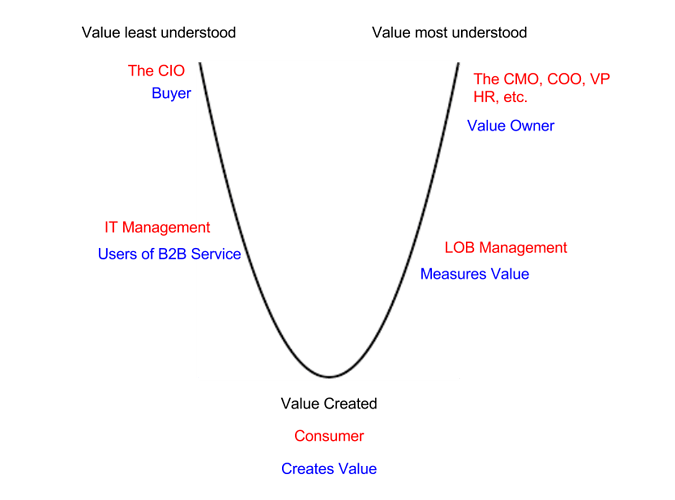 Value least understood
Value most understood
The CIO
Buyer
The CMO, COO, VP
HR, etc.
Value Owner
IT Management
Users of B2B Service
LOB Management
Measures Value
Value Created
Consumer
Creates Value